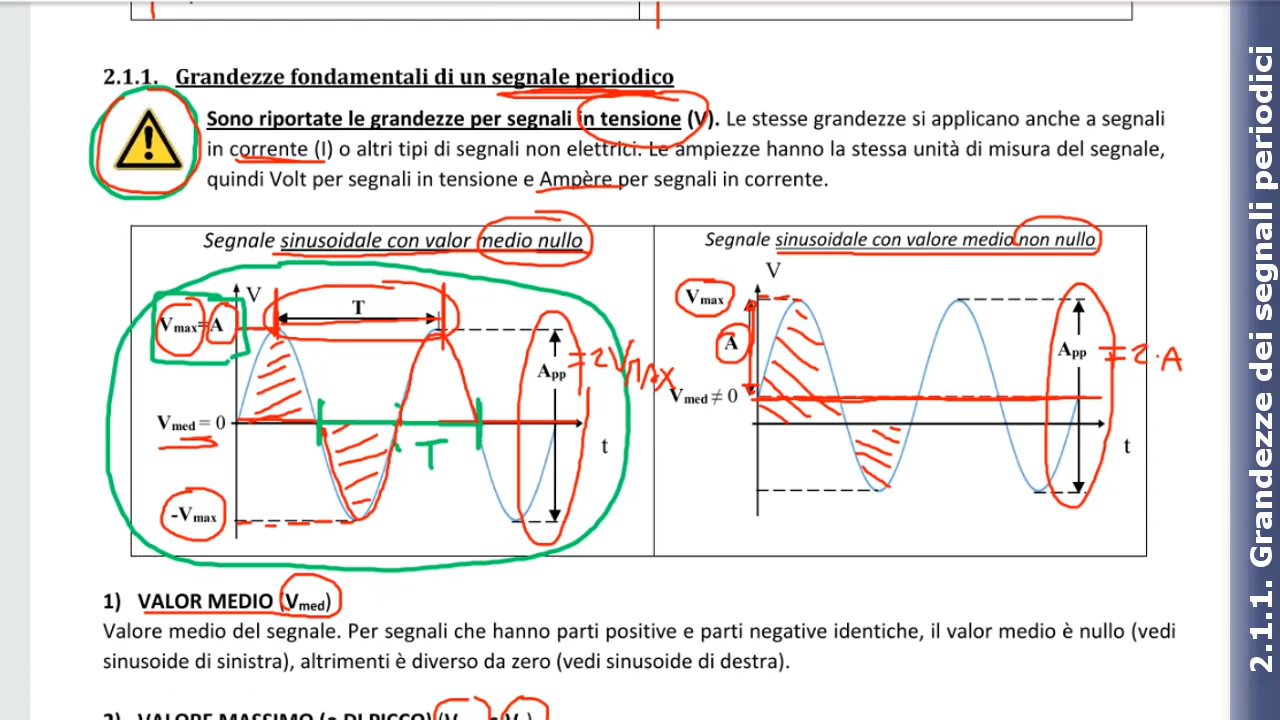 2.1.1. Grandezze fondamentali di un segnale periodico
Sono riportate le grandezze per segnali in tensione (V). Le stesse grandezze si applicano anche a segnali
in corrente (I) o altri tipi di segnali non elettrici. Le ampiezze hanno la stessa unità di misura del segnale,
quindi Volt per segnali in tensione e Ampère per segnali in corrente.
Segnale sinusoidale con valor medio nullo
V
Vmax=A
T
App
=2VMAX
Vmed = 0
T
t
-Vmax
Segnale sinusoidale con valore medio non nullo
V
Vmax
A
App
=2·A
Vmed ≠ 0
t
1) VALOR MEDIO (Vmed)
Valore medio del segnale. Per segnali che hanno parti positive e parti negative identiche, il valor medio è nullo (vedi
sinusoide di sinistra), altrimenti è diverso da zero (vedi sinusoide di destra).
2) VALORE MASSIMO (o DI PICCO)
2.1.1. Grandezze dei segnali periodici